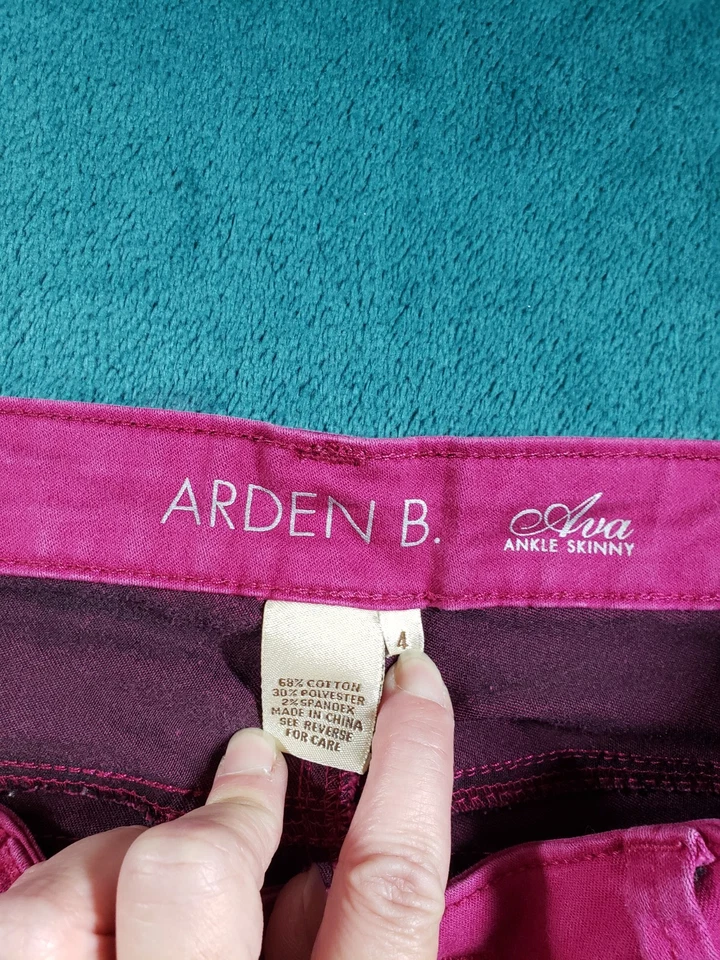 ARDEN B.
Ava
ANKLE SKINNY
4
68% COTTON
30% POLYESTER
2% SPANDEX
MADE IN CHINA
SEE REVERSE
FOR CARE